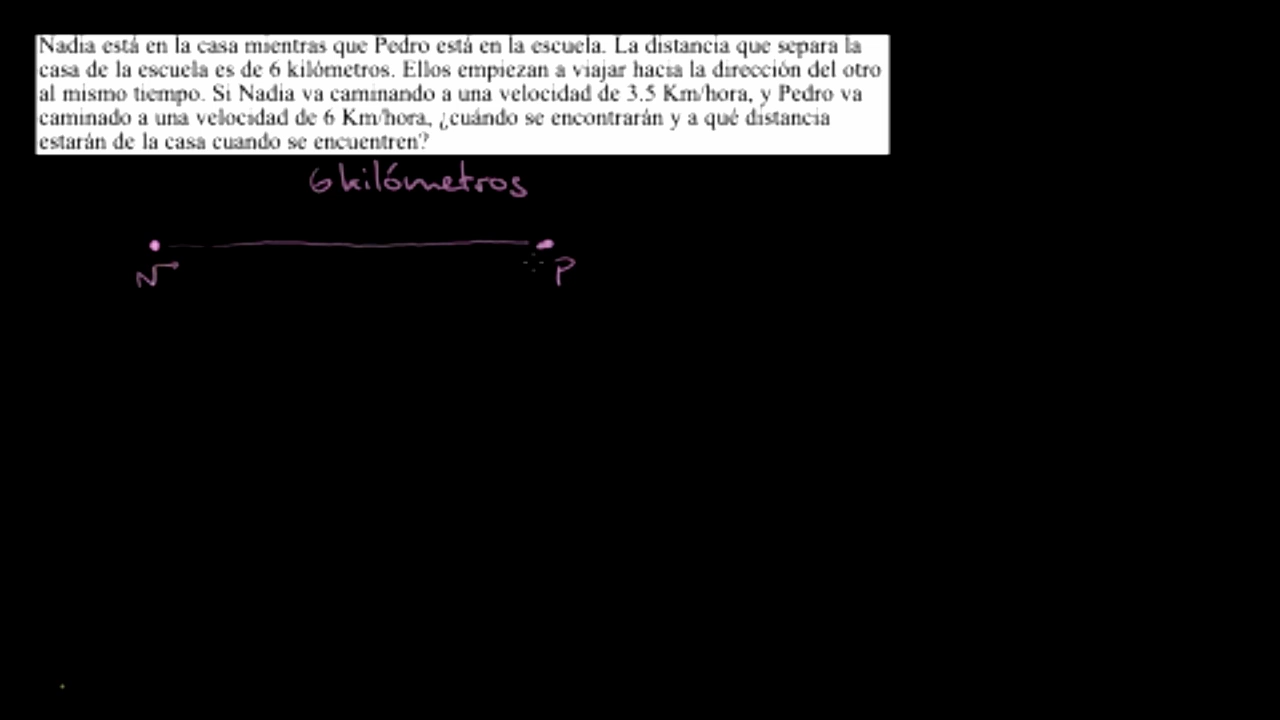 Nadia está en la casa mientras que Pedro está en la escuela. La distancia que separa la
casa de la escuela es de 6 kilómetros. Ellos empiezan a viajar hacia la dirección del otro
al mismo tiempo. Si Nadia va caminando a una velocidad de 3.5 Km/hora, y Pedro va
caminado a una velocidad de 6 Km/hora, ¿cuándo se encontrarán y a qué distancia
estarán de la casa cuando se encuentren?
6 kilómetros
N P